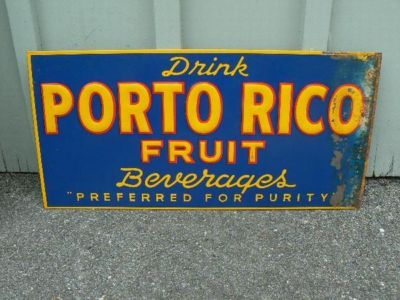 Drink
PORTO RICO
FRUIT
Beverages
"PREFERRED FOR PURITY